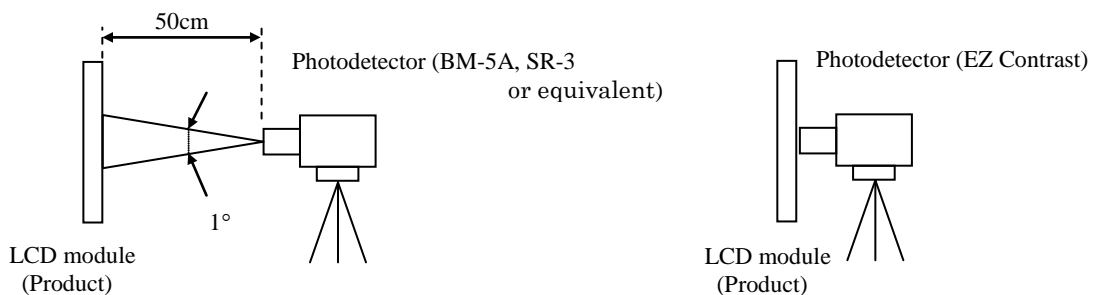 50cm
Photodetector (BM-5A, SR-3
or equivalent)
1°
LCD module
(Product)
Photodetector (EZ Contrast)
LCD module
(Product)